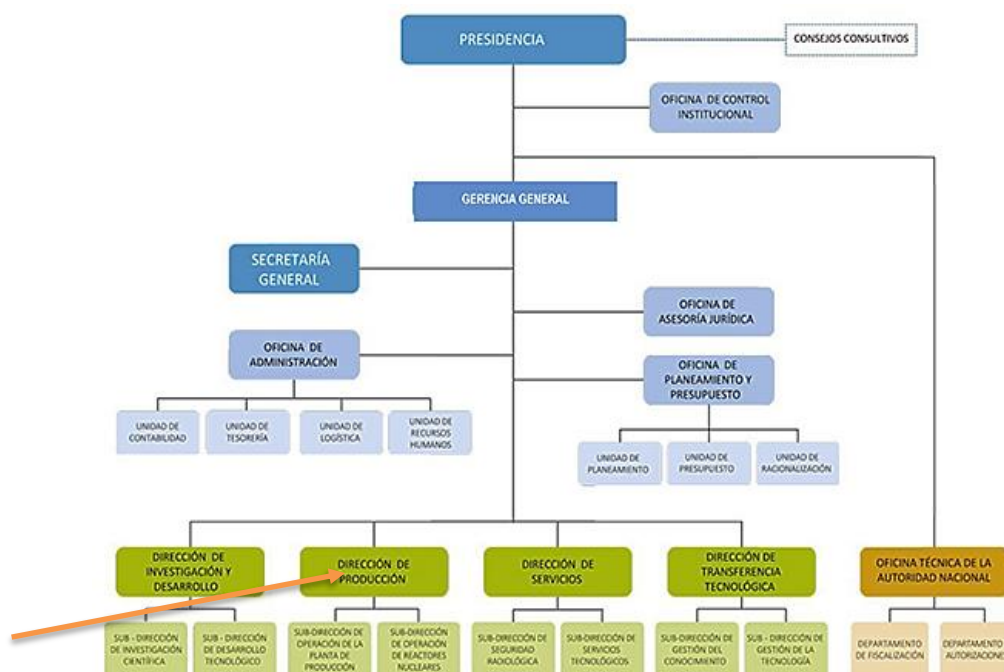 PRESIDENCIA
CONSEJOS CONSULTIVOS
OFICINA DE CONTROL
INSTITUCIONAL
GERENCIA GENERAL
SECRETARÍA
GENERAL
OFICINA DE
ASESORÍA JURÍDICA
OFICINA DE
ADMINISTRACIÓN
OFICINA DE
PLANEAMIENTO Y
PRESUPUESTO
UNIDAD DE
CONTABILIDAD
UNIDAD DE
TESORERÍA
UNIDAD DE
LOGÍSTICA
UNIDAD DE
RECURSOS
HUMANOS
UNIDAD DE
PLANEAMIENTO
UNIDAD DE
PRESUPUESTO
UNIDAD DE
RACIONALIZACIÓN
DIRECCIÓN DE
INVESTIGACIÓN Y
DESARROLLO
DIRECCIÓN DE
PRODUCCIÓN
DIRECCIÓN DE
SERVICIOS
DIRECCIÓN DE
TRANSFERENCIA
TECNOLÓGICA
OFICINA TÉCNICA DE LA
AUTORIDAD NACIONAL
SUB - DIRECCIÓN
DE INVESTIGACIÓN
CIENTÍFICA
SUB - DIRECCIÓN
DE DESARROLLO
TECNOLÓGICO
SUB-DIRECCIÓN DE
OPERACIÓN DE LA
PLANTA DE
PRODUCCIÓN
SUB-DIRECCIÓN
DE OPERACIÓN
DE REACTORES
NUCLEARES
SUB-DIRECCIÓN DE
SEGURIDAD
RADIOLÓGICA
SUB-DIRECCIÓN DE
SERVICIOS
TECNOLÓGICOS
SUB-DIRECCIÓN DE
GESTIÓN DEL
CONOCIMIENTO
SUB - DIRECCIÓN DE
GESTIÓN DE LA
TECNOLOGÍA
DEPARTAMENTO
DE FISCALIZACIÓN
DEPARTAMENTO
AUTORIZACION